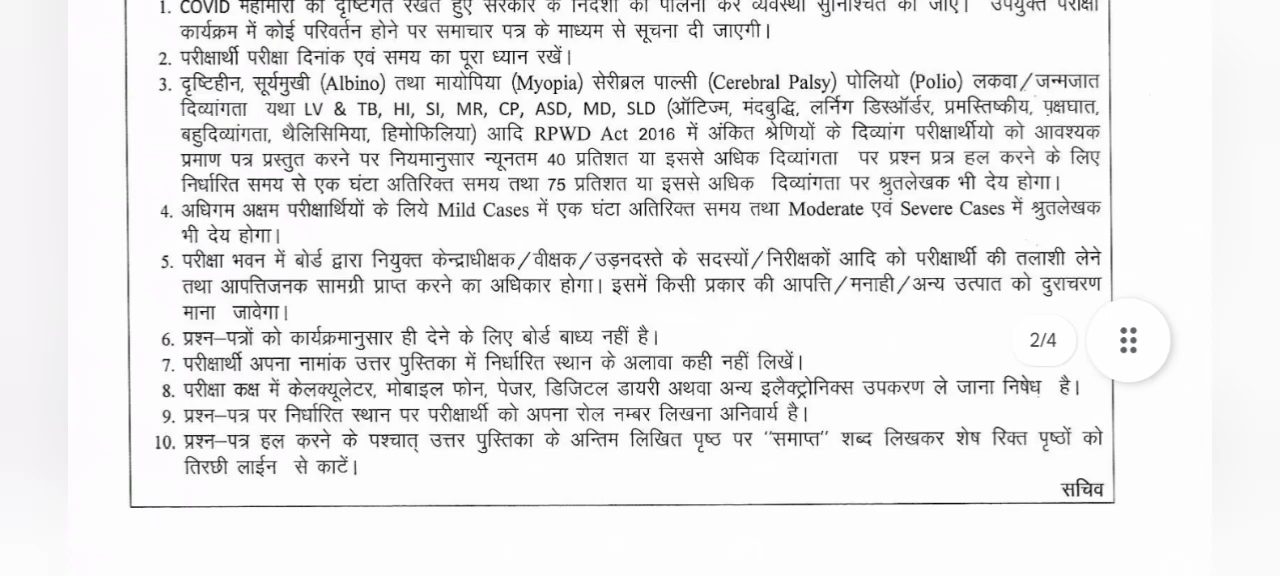 1. COVID महामारी को दृष्टिगत रखते हुए सरकार के निर्देशों की पालना कर व्यवस्था सुनिश्चित की जाए। उपर्युक्त परीक्षा
कार्यक्रम में कोई परिवर्तन होने पर समाचार पत्र के माध्यम से सूचना दी जाएगी।
2. परीक्षार्थी परीक्षा दिनांक एवं समय का पूरा ध्यान रखें।
3. दृष्टिहीन, सूर्यमुखी (Albino) तथा मायोपिया (Myopia) सेरीब्रल पाल्सी (Cerebral Palsy) पोलियो (Polio) लकवा/जन्मजात
दिव्यांगता यथा LV & TB, HI, SI, MR, CP, ASD, MD, SLD (ऑटिज्म, मंदबुद्धि, लर्निग डिस्ऑर्डर, प्रमस्तिष्कीय, पक्षघात,
बहुदिव्यांगता, थैलिसिमिया, हिमोफिलिया) आदि RPWD Act 2016 में अंकित श्रेणियों के दिव्यांग परीक्षार्थीयो को आवश्यक
प्रमाण पत्र प्रस्तुत करने पर नियमानुसार न्यूनतम 40 प्रतिशत या इससे अधिक दिव्यांगता पर प्रश्न प्रत्र हल करने के लिए
निर्धारित समय से एक घंटा अतिरिक्त समय तथा 75 प्रतिशत या इससे अधिक दिव्यांगता पर श्रुतलेखक भी देय होगा।
4. अधिगम अक्षम परीक्षार्थियों के लिये Mild Cases में एक घंटा अतिरिक्त समय तथा Moderate एवं Severe Cases में श्रुतलेखक
भी देय होगा।
5. परीक्षा भवन में बोर्ड द्वारा नियुक्त केन्द्राधीक्षक/वीक्षक/उड़नदस्ते के सदस्यों/निरीक्षकों आदि को परीक्षार्थी की तलाशी लेने
तथा आपत्तिजनक सामग्री प्राप्त करने का अधिकार होगा। इसमें किसी प्रकार की आपत्ति/मनाही/अन्य उत्पात को दुराचरण
माना जावेगा।
6. प्रश्न–पत्रों को कार्यक्रमानुसार ही देने के लिए बोर्ड बाध्य नहीं है।
2/4
7. परीक्षार्थी अपना नामांक उत्तर पुस्तिका में निर्धारित स्थान के अलावा कही नहीं लिखें।
8. परीक्षा कक्ष में केलक्यूलेटर, मोबाइल फोन, पेजर, डिजिटल डायरी अथवा अन्य इलैक्ट्रोनिक्स उपकरण ले जाना निषेध है।
9. प्रश्न–पत्र पर निर्धारित स्थान पर परीक्षार्थी को अपना रोल नम्बर लिखना अनिवार्य है।
10. प्रश्न–पत्र हल करने के पश्चात् उत्तर पुस्तिका के अन्तिम लिखित पृष्ठ पर "समाप्त" शब्द लिखकर शेष रिक्त पृष्ठों को
तिरछी लाईन से काटें।
सचिव